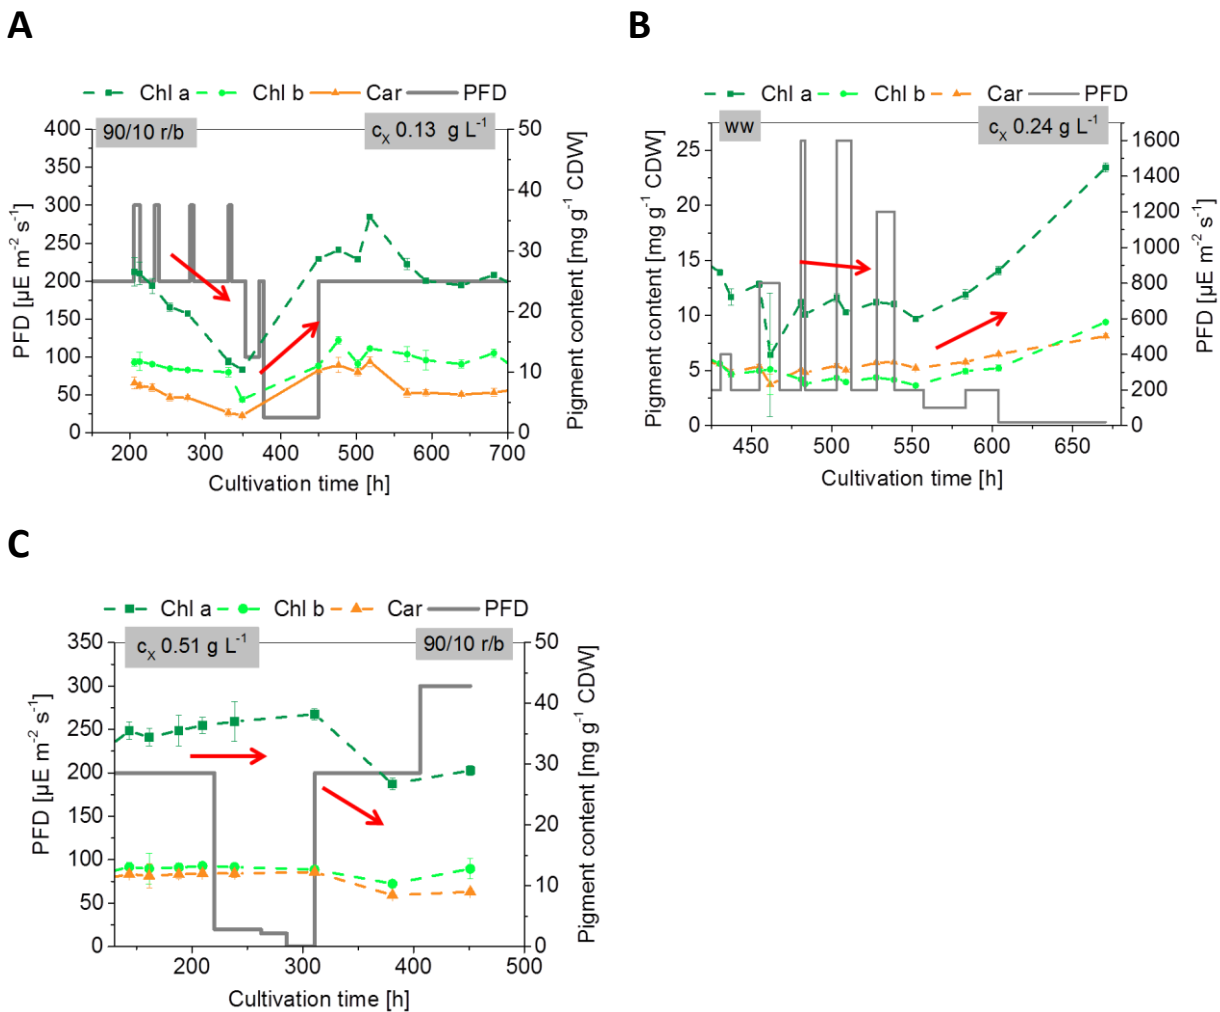 A
Chl a Chl b Car PFD
90/10 r/b
c_X 0.13 g L⁻¹
400
350
300
250
200
150
100
50
0
50
40
30
20
10
0
PFD [µE m⁻² s⁻¹]
Pigment content [mg g⁻¹ CDW]
200 300 400 500 600 700
Cultivation time [h]
B
Chl a Chl b Car PFD
ww
c_X 0.24 g L⁻¹
25
20
15
10
5
0
1600
1400
1200
1000
800
600
400
200
0
Pigment content [mg g⁻¹ CDW]
PFD [µE m⁻² s⁻¹]
450 500 550 600 650
Cultivation time [h]
C
Chl a Chl b Car PFD
c_X 0.51 g L⁻¹
90/10 r/b
350
300
250
200
150
100
50
0
50
40
30
20
10
0
PFD [µE m⁻² s⁻¹]
Pigment content [mg g⁻¹ CDW]
200 300 400 500
Cultivation time [h]